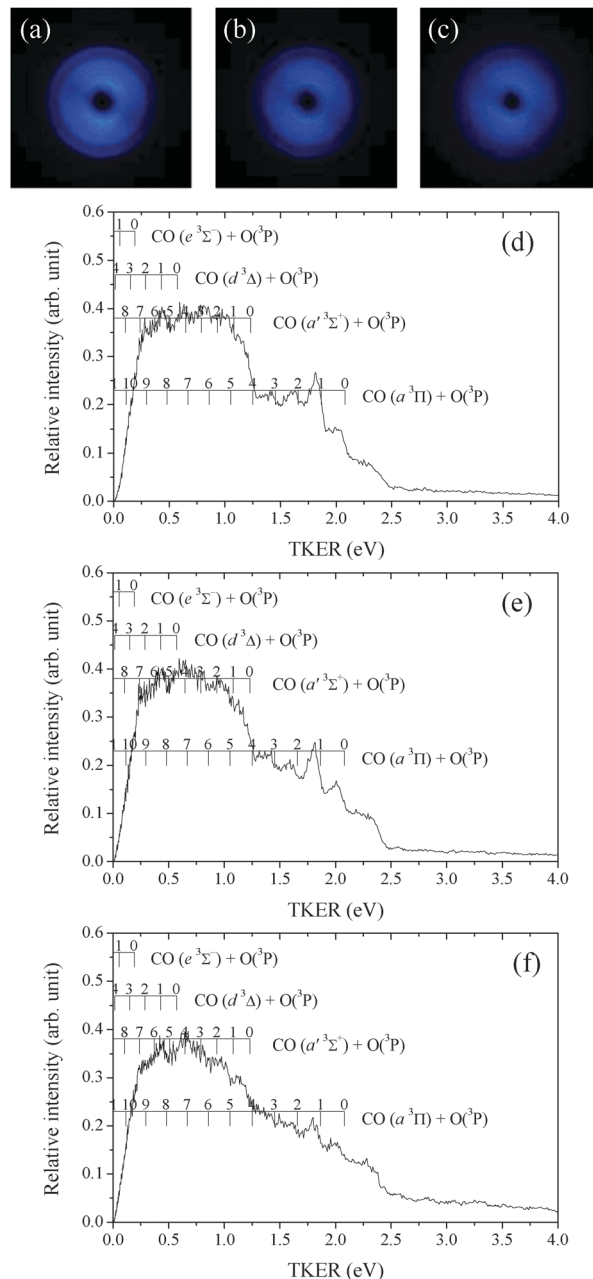 (a) (b) (c)
0.6
(d)
1 0 CO (e ³Σ⁻) + O(³P)
0.5
4 3 2 1 0 CO (d ³Δ) + O(³P)
0.4
8 7 6 5 4 3 2 1 0 CO (a′ ³Σ⁺) + O(³P)
0.3
1 10 9 8 7 6 5 4 3 2 1 0 CO (a ³Π) + O(³P)
0.2
0.1
0.0
Relative intensity (arb. unit)
0.0 0.5 1.0 1.5 2.0 2.5 3.0 3.5 4.0
TKER (eV)
0.6
(e)
1 0 CO (e ³Σ⁻) + O(³P)
0.5
4 3 2 1 0 CO (d ³Δ) + O(³P)
0.4
8 7 6 5 4 3 2 1 0 CO (a′ ³Σ⁺) + O(³P)
0.3
1 10 9 8 7 6 5 4 3 2 1 0 CO (a ³Π) + O(³P)
0.2
0.1
0.0
Relative intensity (arb. unit)
0.0 0.5 1.0 1.5 2.0 2.5 3.0 3.5 4.0
TKER (eV)
0.6
(f)
1 0 CO (e ³Σ⁻) + O(³P)
0.5
4 3 2 1 0 CO (d ³Δ) + O(³P)
0.4
8 7 6 5 4 3 2 1 0 CO (a′ ³Σ⁺) + O(³P)
0.3
1 10 9 8 7 6 5 4 3 2 1 0 CO (a ³Π) + O(³P)
0.2
0.1
0.0
Relative intensity (arb. unit)
0.0 0.5 1.0 1.5 2.0 2.5 3.0 3.5 4.0
TKER (eV)